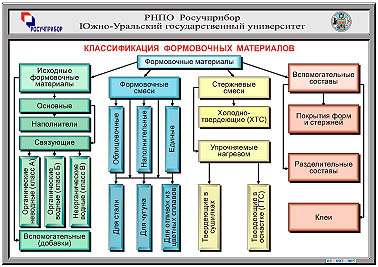 РНПО Росучприбор
Южно-Уральский государственный университет
РОСУЧПРИБОР
КЛАССИФИКАЦИЯ ФОРМОВОЧНЫХ МАТЕРИАЛОВ
Формовочные материалы
Исходные
формовочные
материалы
Основные
Наполнители
Связующие
Органические
неводные (класс А)
Органические
водные (класс Б)
Неорганические
водные (класс В)
Вспомогательные
(добавки)
Формовочные
смеси
Облицовочные
Наполнительные
Единые
Для стали
Для чугуна
Для отливок из
цветных сплавов
Стержневые
смеси
Холодно-
твердеющие (ХТС)
Упрочняемые
нагревом
Твердеющие в
сушилках
Твердеющие в
оснастке (ГТС)
Вспомогательные
составы
Покрытия форм
и стержней
Разделительные
составы
Клеи